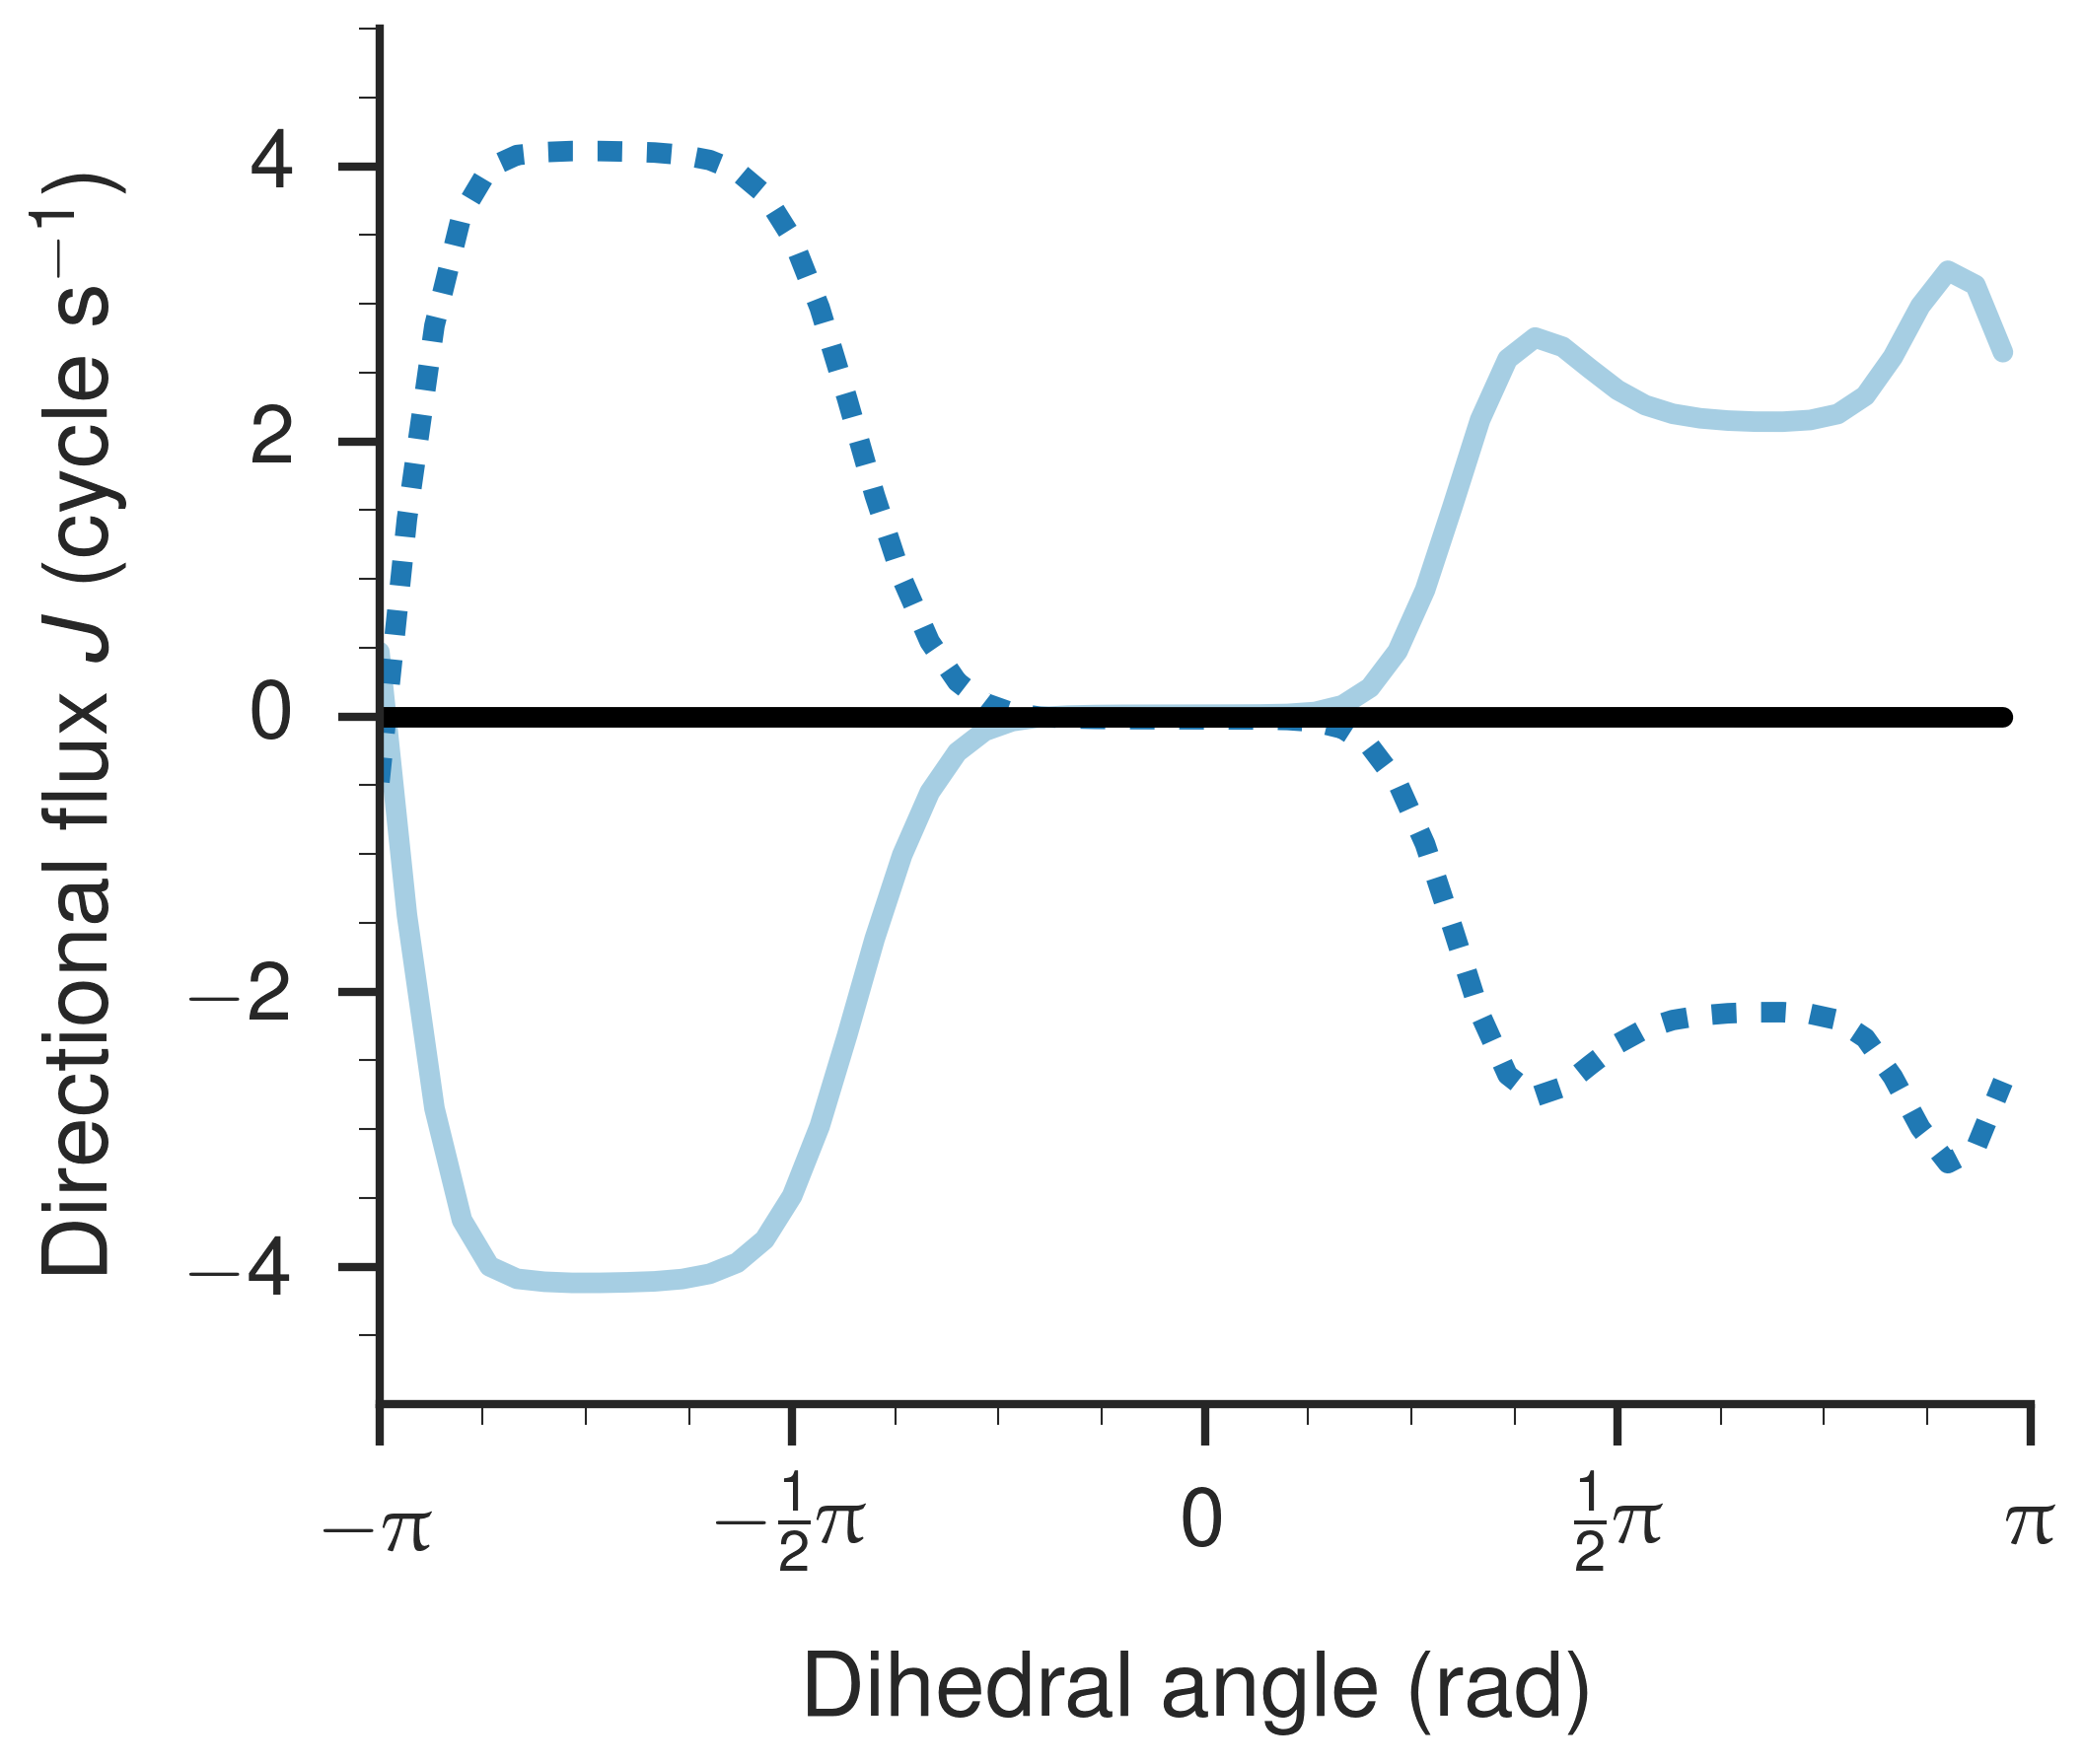 Directional flux J (cycle s⁻¹)
4
2
0
−2
−4
−π
−½π
0
½π
π
Dihedral angle (rad)